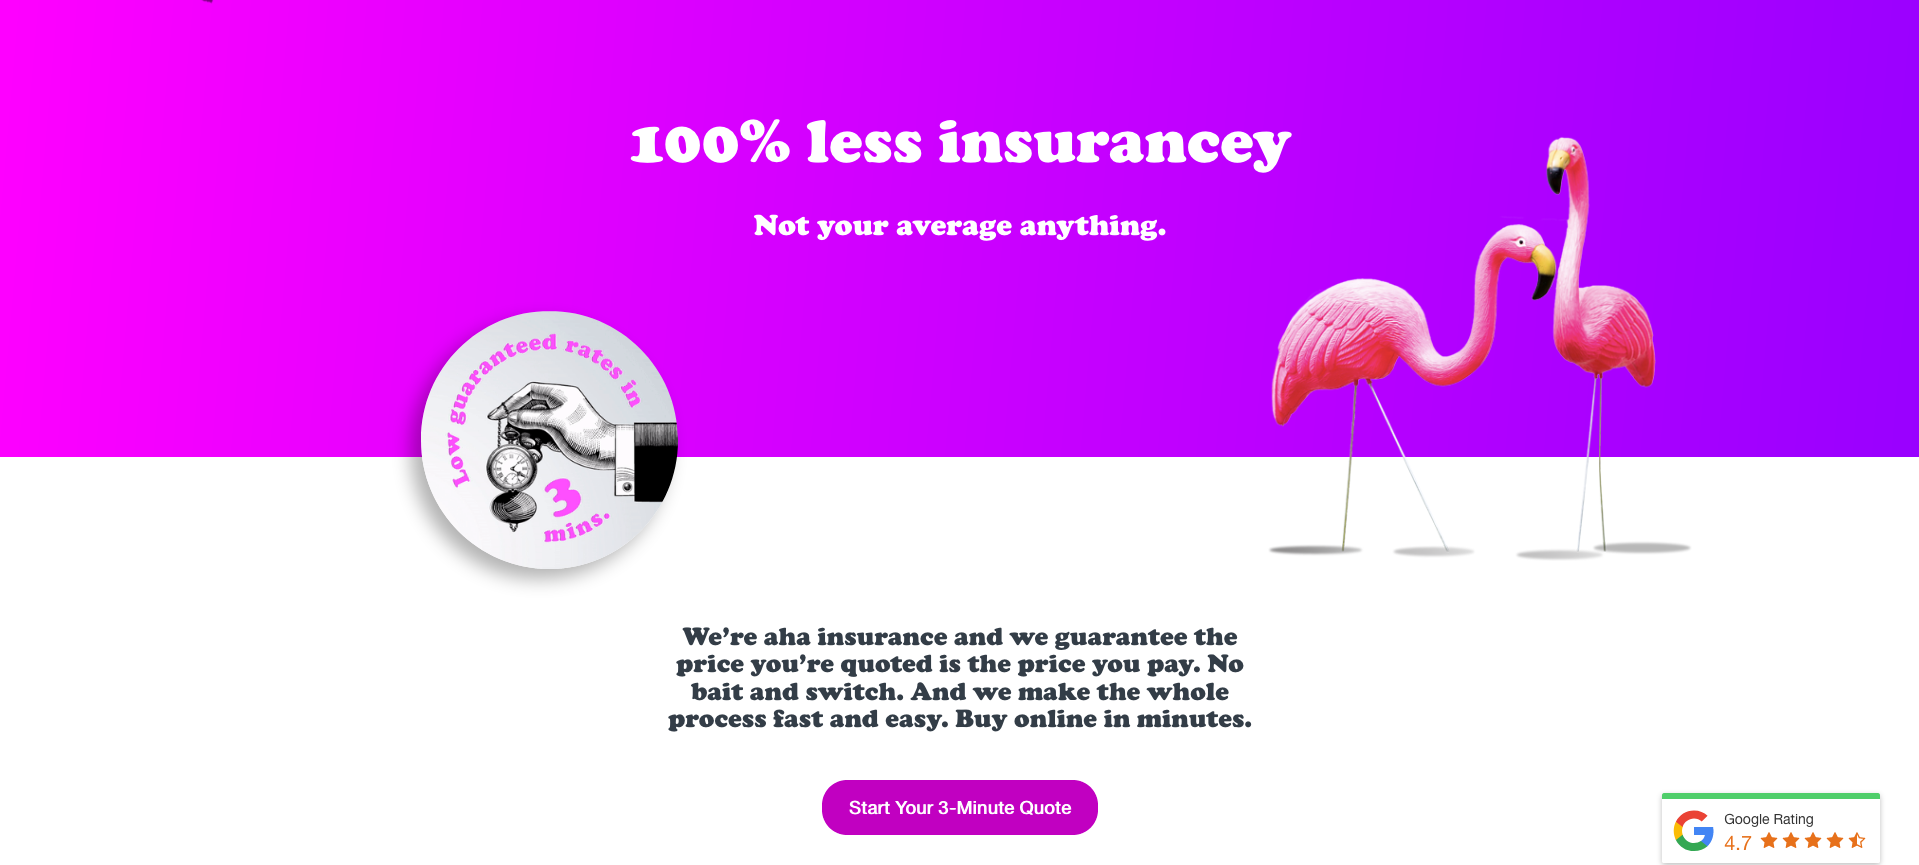 100% less insurancey
Not your average anything.
Low guaranteed rates in
3
mins.
We’re aha insurance and we guarantee the
price you’re quoted is the price you pay. No
bait and switch. And we make the whole
process fast and easy. Buy online in minutes.
Start Your 3-Minute Quote
Google Rating
4.7